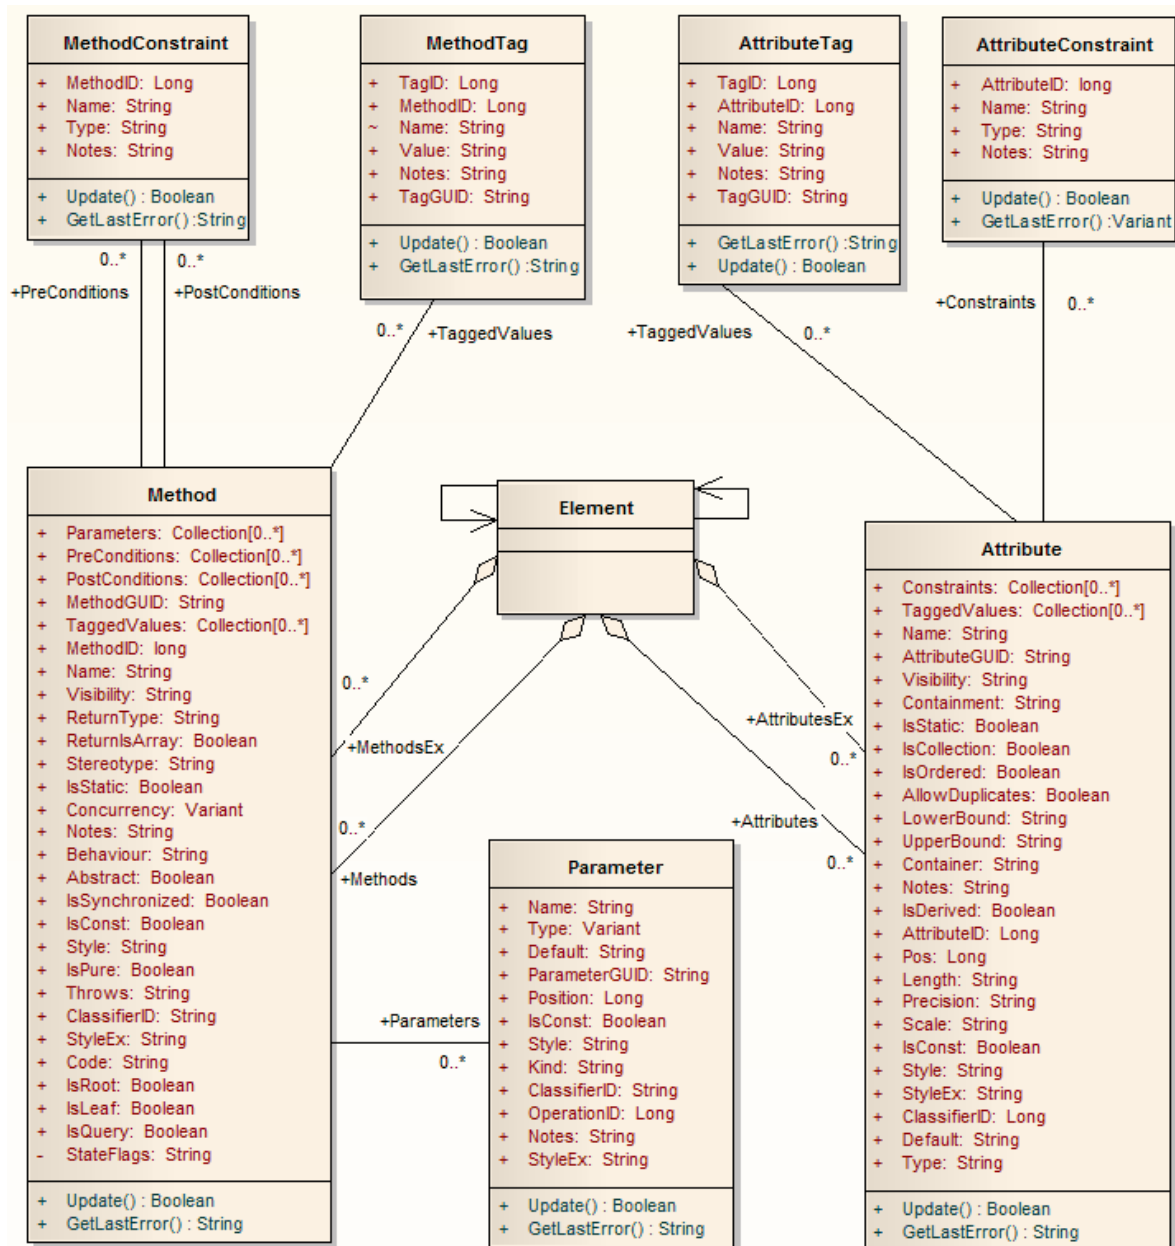 MethodConstraint
+ MethodID: Long
+ Name: String
+ Type: String
+ Notes: String
+ Update() : Boolean
+ GetLastError() :String
MethodTag
+ TagID: Long
+ MethodID: Long
~ Name: String
+ Value: String
+ Notes: String
+ TagGUID: String
+ Update() : Boolean
+ GetLastError() :String
AttributeTag
+ TagID: Long
+ AttributeID: Long
+ Name: String
+ Value: String
+ Notes: String
+ TagGUID: String
+ GetLastError() :String
+ Update() : Boolean
AttributeConstraint
+ AttributeID: long
+ Name: String
+ Type: String
+ Notes: String
+ Update() : Boolean
+ GetLastError() :Variant
0..* 0..*
+PreConditions +PostConditions
0..* +TaggedValues
+TaggedValues 0..*
+Constraints 0..*
Method
+ Parameters: Collection[0..*]
+ PreConditions: Collection[0..*]
+ PostConditions: Collection[0..*]
+ MethodGUID: String
+ TaggedValues: Collection[0..*]
+ MethodID: long
+ Name: String
+ Visibility: String
+ ReturnType: String
+ ReturnIsArray: Boolean
+ Stereotype: String
+ IsStatic: Boolean
+ Concurrency: Variant
+ Notes: String
+ Behaviour: String
+ Abstract: Boolean
+ IsSynchronized: Boolean
+ IsConst: Boolean
+ Style: String
+ IsPure: Boolean
+ Throws: String
+ ClassifierID: String
+ StyleEx: String
+ Code: String
+ IsRoot: Boolean
+ IsLeaf: Boolean
+ IsQuery: Boolean
- StateFlags: String
+ Update() : Boolean
+ GetLastError() : String
Element
0..*
+MethodsEx
0..*
+Methods
+AttributesEx
0..*
+Attributes
0..*
+Parameters
0..*
Parameter
+ Name: String
+ Type: Variant
+ Default: String
+ ParameterGUID: String
+ Position: Long
+ IsConst: Boolean
+ Style: String
+ Kind: String
+ ClassifierID: String
+ OperationID: Long
+ Notes: String
+ StyleEx: String
+ Update() : Boolean
+ GetLastError() : String
Attribute
+ Constraints: Collection[0..*]
+ TaggedValues: Collection[0..*]
+ Name: String
+ AttributeGUID: String
+ Visibility: String
+ Containment: String
+ IsStatic: Boolean
+ IsCollection: Boolean
+ IsOrdered: Boolean
+ AllowDuplicates: Boolean
+ LowerBound: String
+ UpperBound: String
+ Container: String
+ Notes: String
+ IsDerived: Boolean
+ AttributeID: Long
+ Pos: Long
+ Length: String
+ Precision: String
+ Scale: String
+ IsConst: Boolean
+ Style: String
+ StyleEx: String
+ ClassifierID: Long
+ Default: String
+ Type: String
+ Update() : Boolean
+ GetLastError() : String